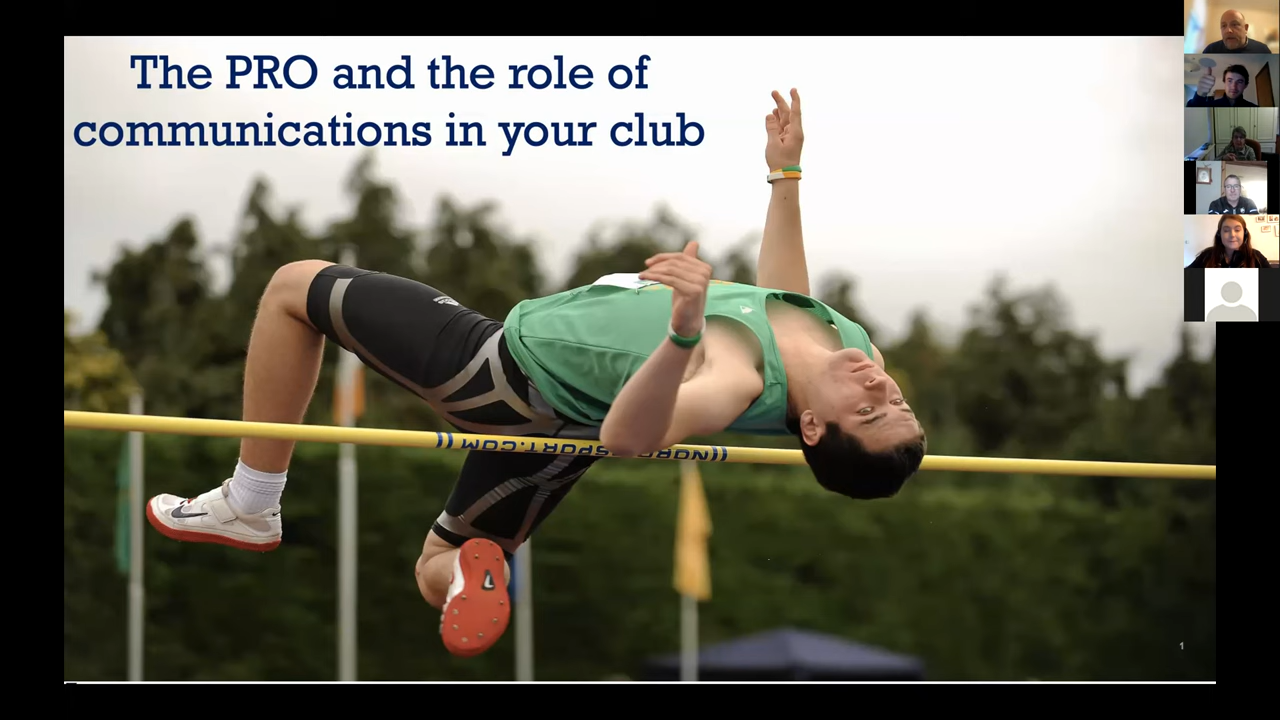 The PRO and the role of
communications in your club
1